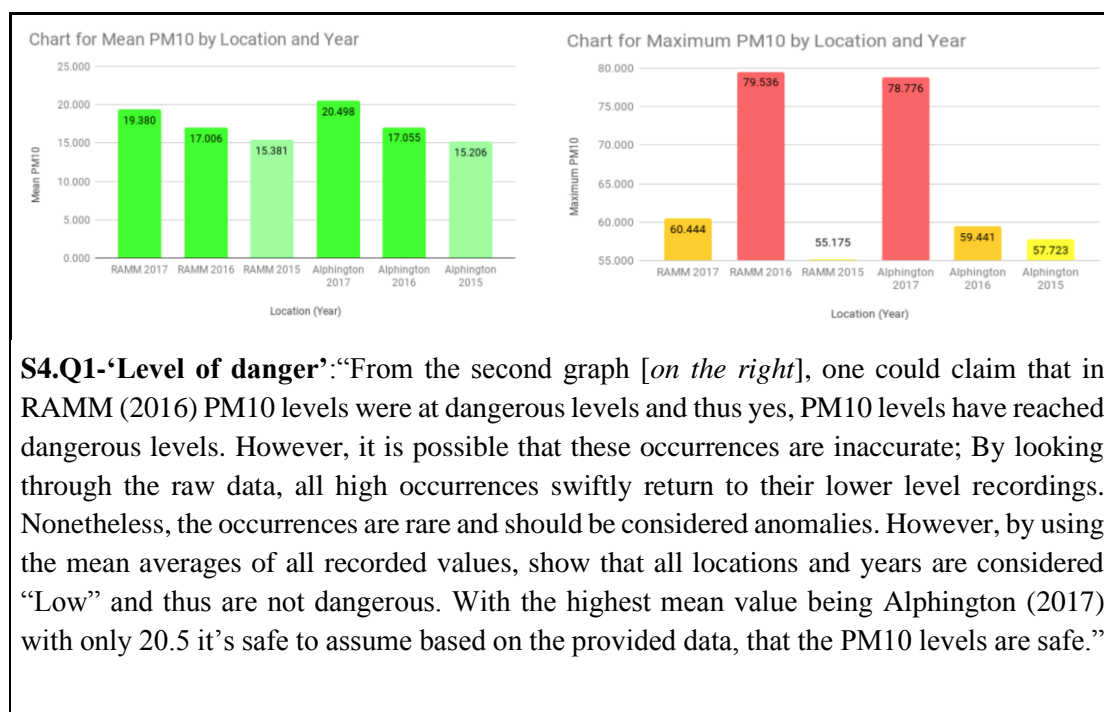 Chart for Mean PM10 by Location and Year
25.000
20.000
15.000
10.000
5.000
0.000
Mean PM10
19.380
17.006
15.381
20.498
17.055
15.206
RAMM 2017
RAMM 2016
RAMM 2015
Alphington
2017
Alphington
2016
Alphington
2015
Location (Year)
Chart for Maximum PM10 by Location and Year
80.000
75.000
70.000
65.000
60.000
55.000
Maximum PM10
60.444
79.536
55.175
78.776
59.441
57.723
RAMM 2017
RAMM 2016
RAMM 2015
Alphington
2017
Alphington
2016
Alphington
2015
Location (Year)
S4.Q1-‘Level of danger’:“From the second graph [on the right], one could claim that in
RAMM (2016) PM10 levels were at dangerous levels and thus yes, PM10 levels have reached
dangerous levels. However, it is possible that these occurrences are inaccurate; By looking
through the raw data, all high occurrences swiftly return to their lower level recordings.
Nonetheless, the occurrences are rare and should be considered anomalies. However, by using
the mean averages of all recorded values, show that all locations and years are considered
“Low” and thus are not dangerous. With the highest mean value being Alphington (2017)
with only 20.5 it’s safe to assume based on the provided data, that the PM10 levels are safe.”